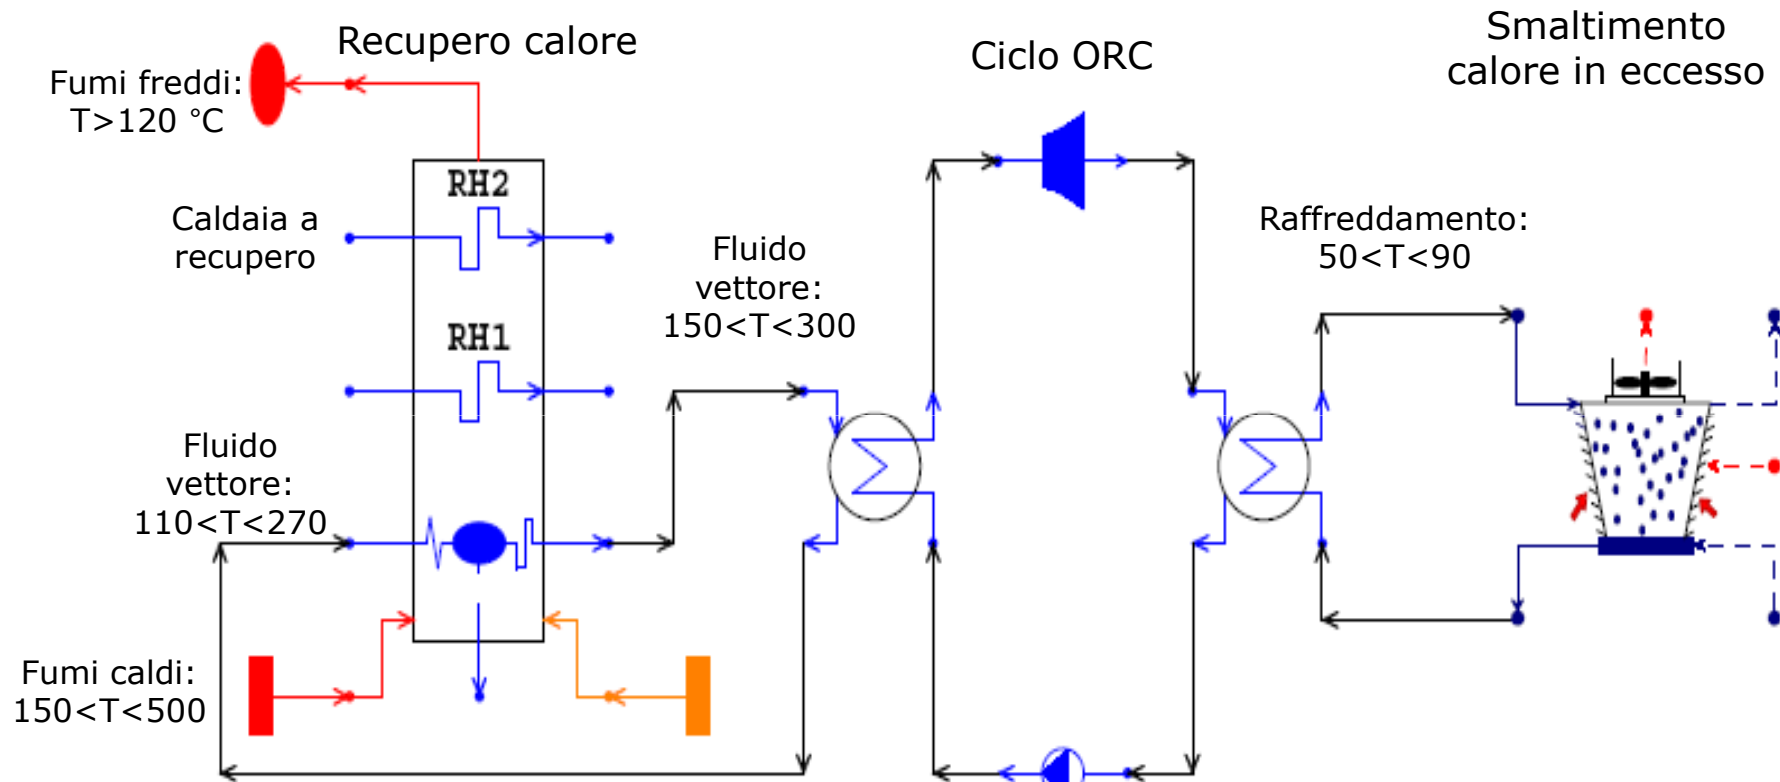 Recupero calore
Ciclo ORC
Smaltimento
calore in eccesso
Fumi freddi:
T>120 °C
RH2
Caldaia a
recupero
Fluido
vettore:
150<T<300
Raffreddamento:
50<T<90
RH1
Fluido
vettore:
110<T<270
Fumi caldi:
150<T<500